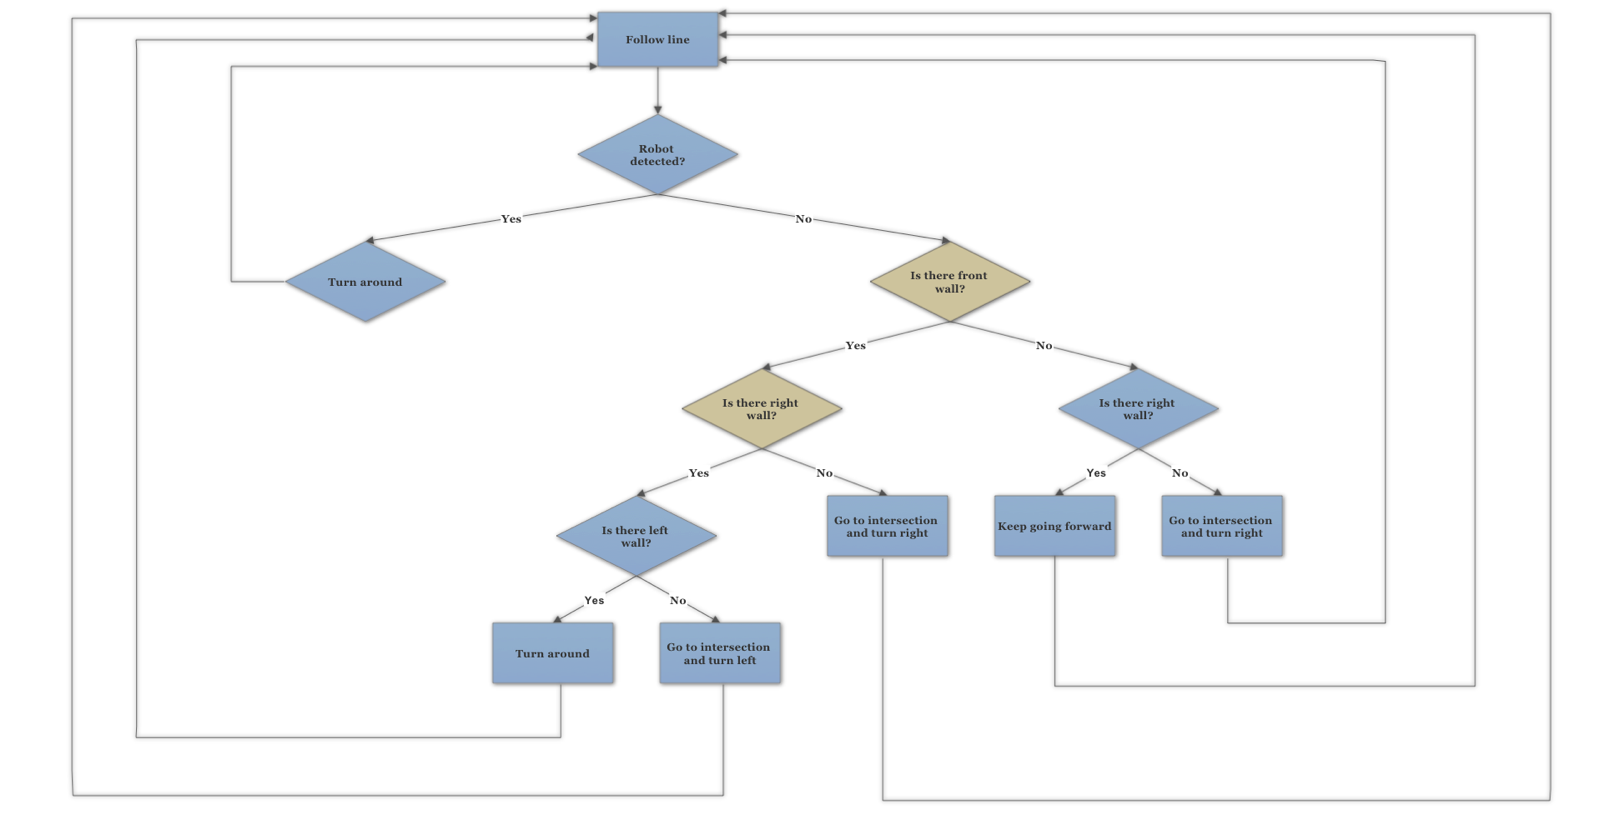 Follow line
Robot
detected?
Yes
No
Turn around
Is there front
wall?
Yes
No
Is there right
wall?
Is there right
wall?
Yes
No
Yes
No
Is there left
wall?
Go to intersection
and turn right
Keep going forward
Go to intersection
and turn right
Yes
No
Turn around
Go to intersection
and turn left